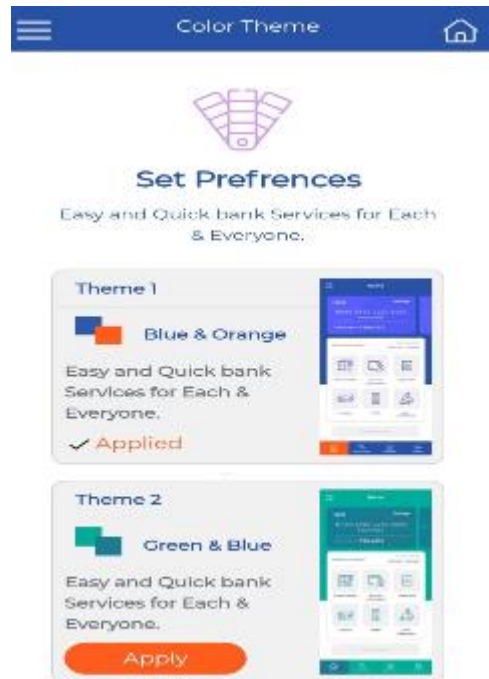 Color Theme
Set Prefrences
Easy and Quick bank Services for Each
& Everyone.
Theme 1
Blue & Orange
Easy and Quick bank
Services for Each &
Everyone.
Applied
Theme 2
Green & Blue
Easy and Quick bank
Services for Each &
Everyone.
Apply